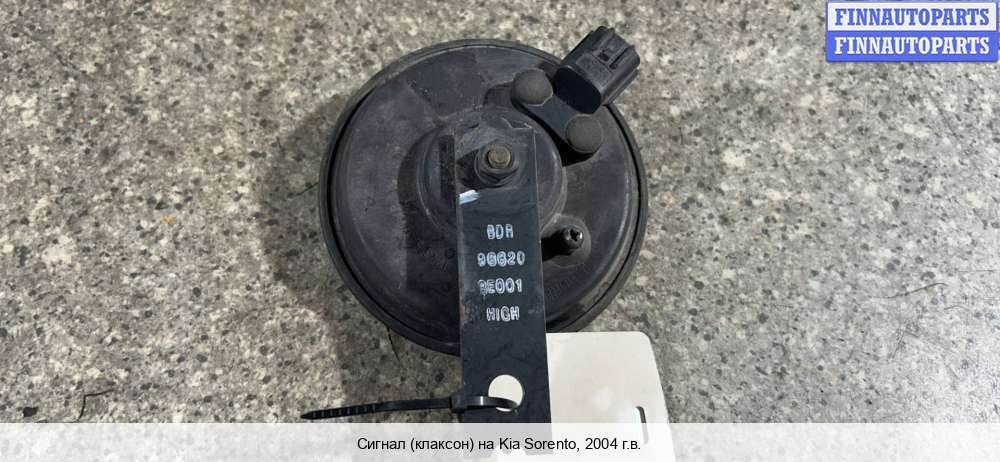 FINNAUTOPARTS
FINNAUTOPARTS
BDR
96620
3E001
HIGH
Сигнал (клаксон) на Kia Sorento, 2004 г.в.